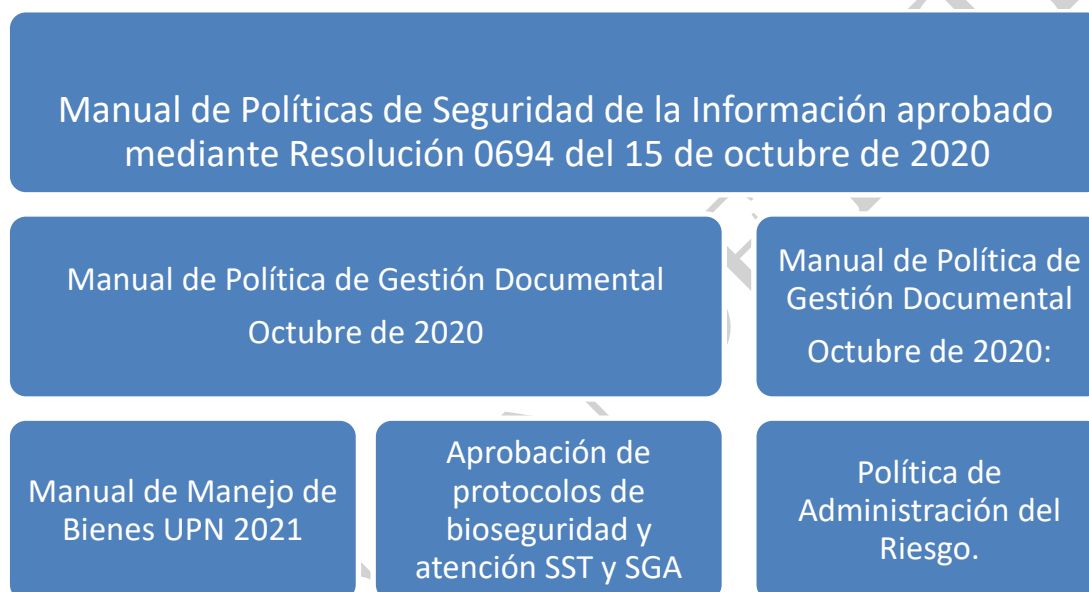 Manual de Políticas de Seguridad de la Información aprobado
mediante Resolución 0694 del 15 de octubre de 2020
Manual de Política de Gestión Documental
Octubre de 2020
Manual de Política de
Gestión Documental
Octubre de 2020:
Manual de Manejo de
Bienes UPN 2021
Aprobación de
protocolos de
bioseguridad y
atención SST y SGA
Política de
Administración del
Riesgo.